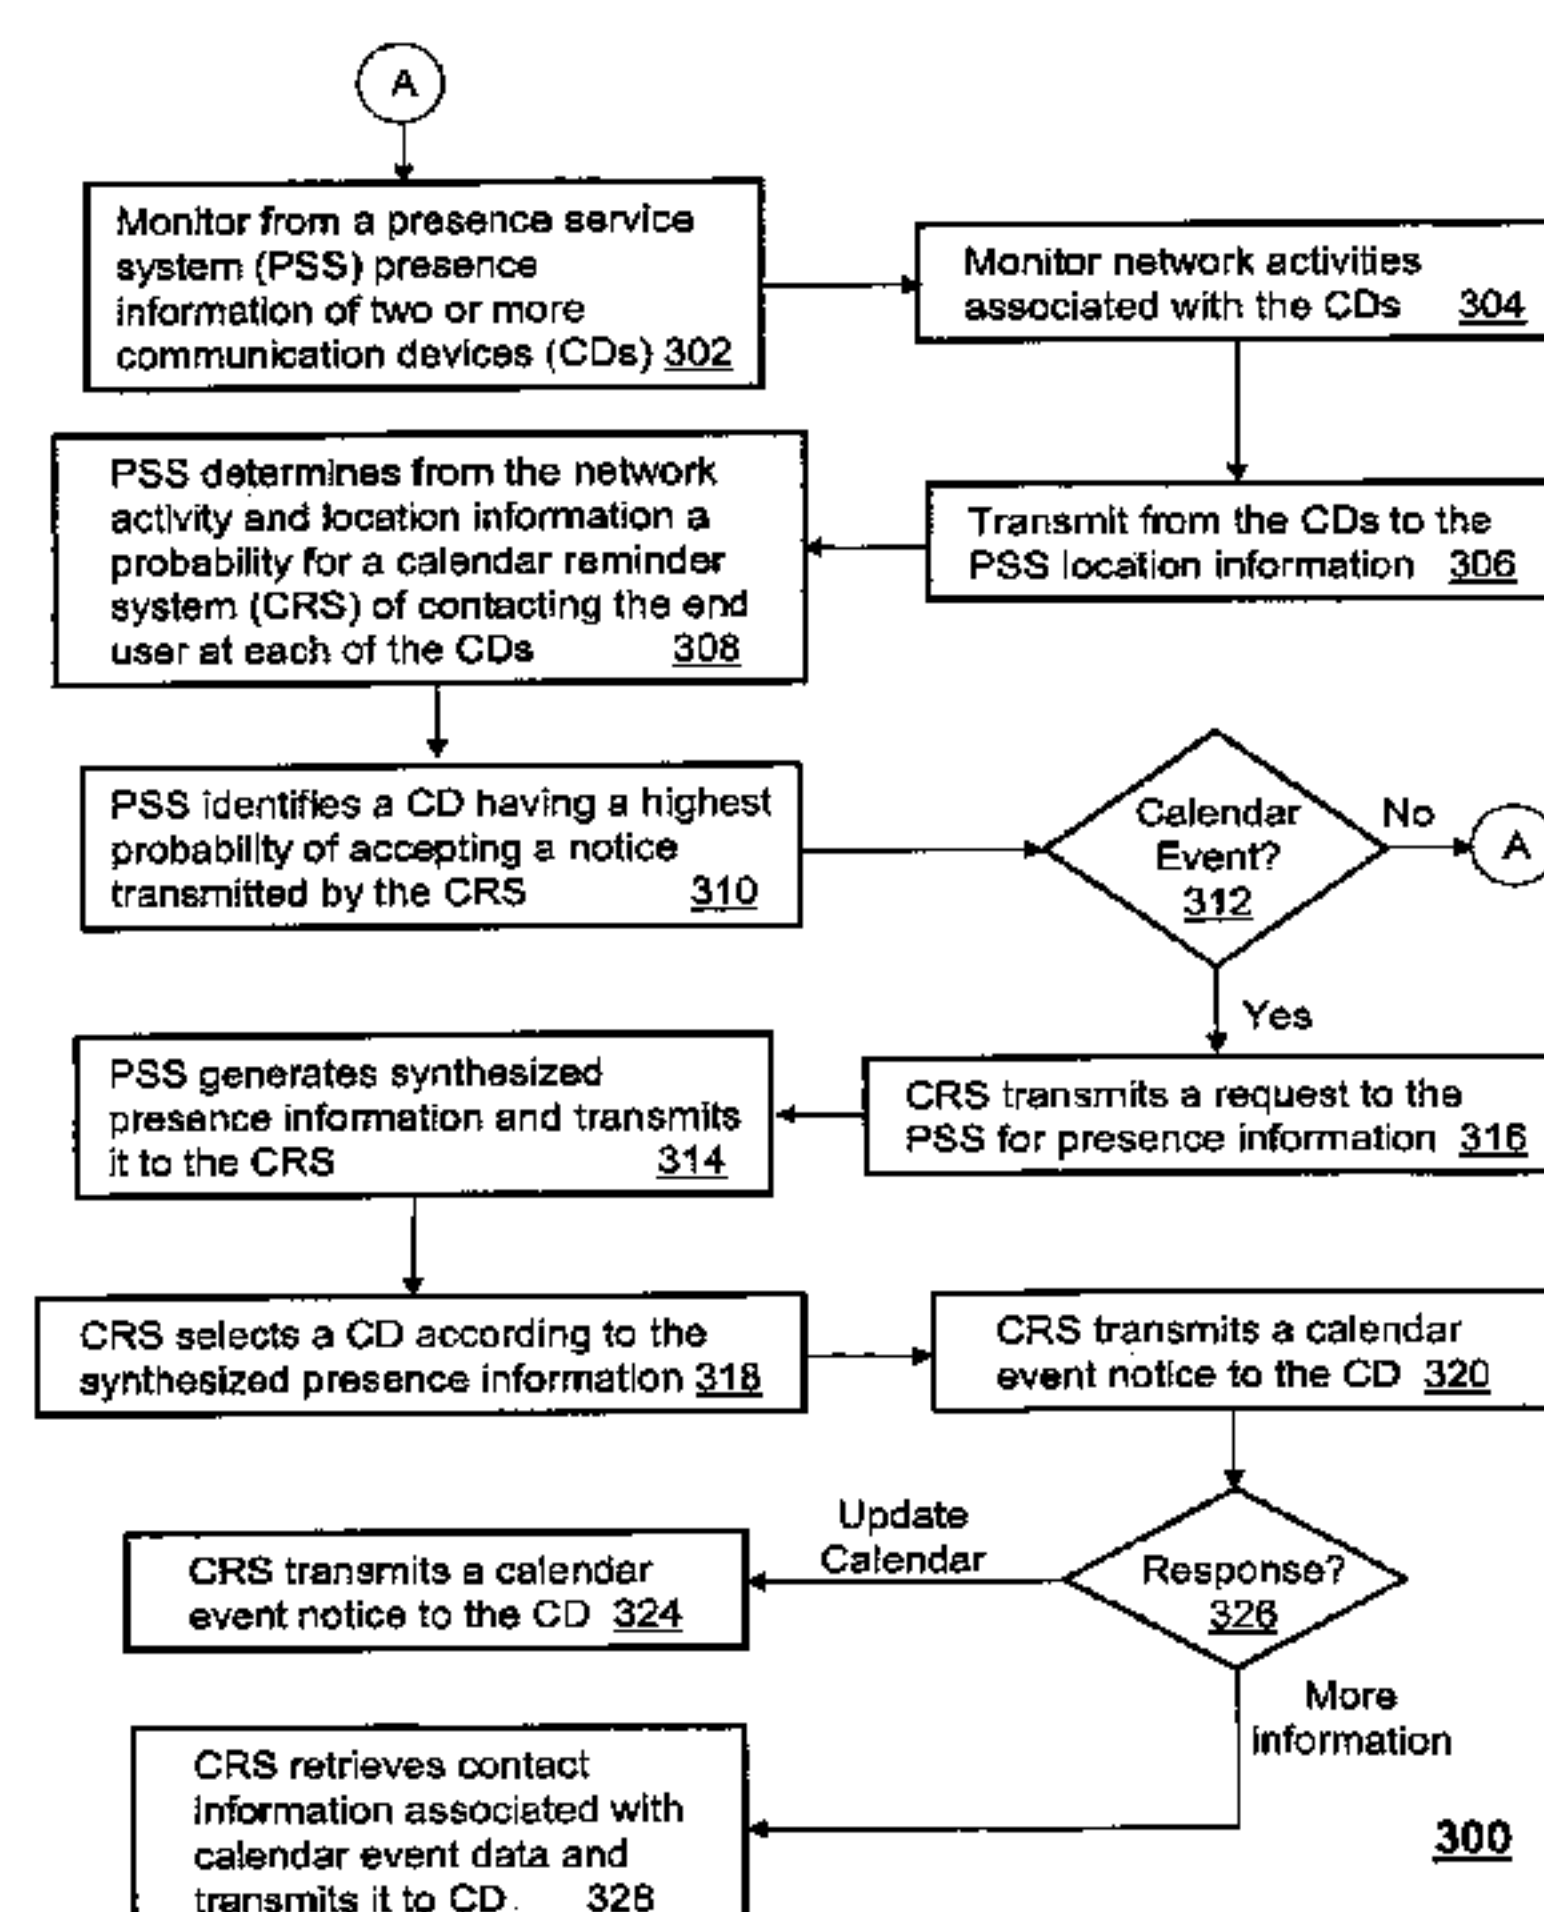 A
Monitor from a presence service
system (PSS) presence
information of two or more
communication devices (CDs) 302
Monitor network activities
associated with the CDs 304
Transmit from the CDs to the
PSS location information 306
PSS determines from the network
activity and location information a
probability for a calendar reminder
system (CRS) of contacting the end
user at each of the CDs 308
PSS identifies a CD having a highest
probability of accepting a notice
transmitted by the CRS 310
Calendar
Event?
312
No
A
Yes
CRS transmits a request to the
PSS for presence information 316
PSS generates synthesized
presence information and transmits
it to the CRS 314
CRS selects a CD according to the
synthesized presence information 318
CRS transmits a calendar
event notice to the CD 320
Response?
326
Update
Calendar
CRS transmits a calendar
event notice to the CD 324
More
information
CRS retrieves contact
information associated with
calendar event data and
transmits it to CD. 328
300